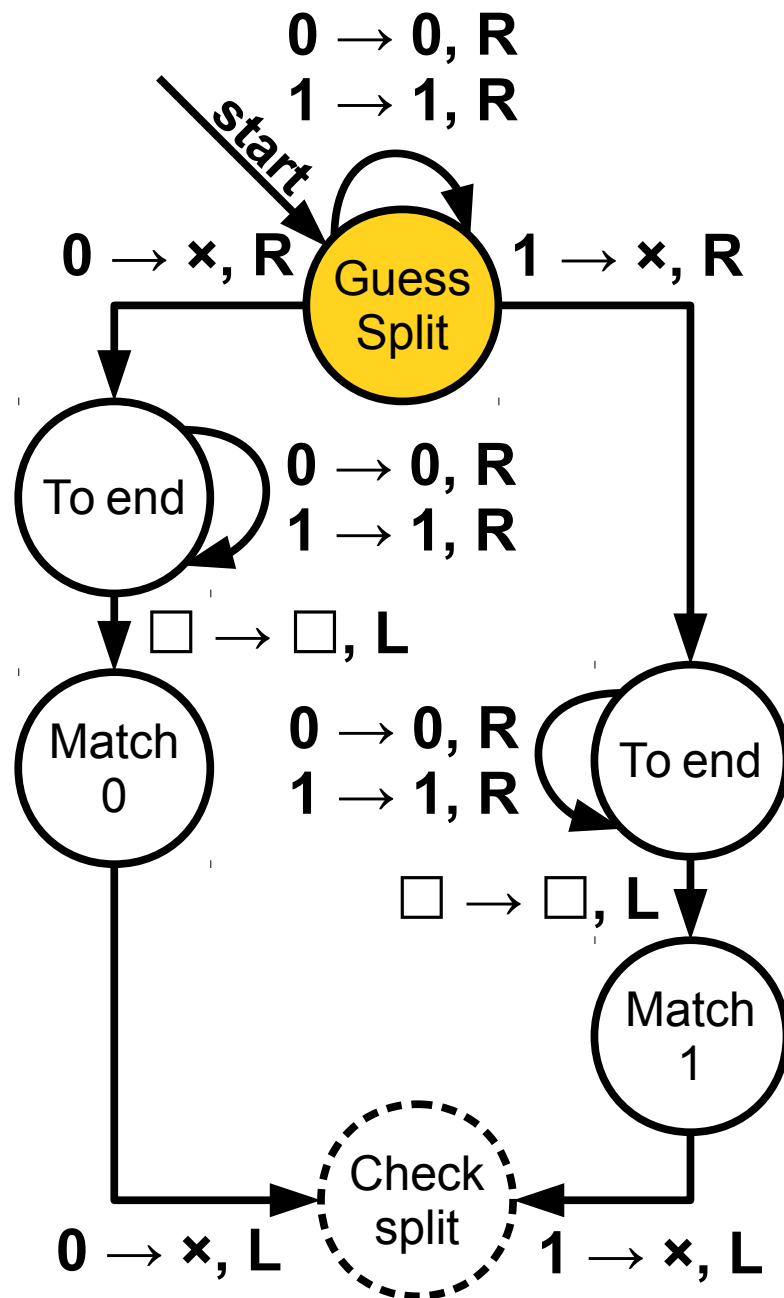 0 → 0, R
1 → 1, R
start
0 → ×, R
1 → ×, R
Guess
Split
To end
0 → 0, R
1 → 1, R
□ → □, L
Match
0
0 → 0, R
1 → 1, R
To end
□ → □, L
Match
1
Check
split
0 → ×, L
1 → ×, L